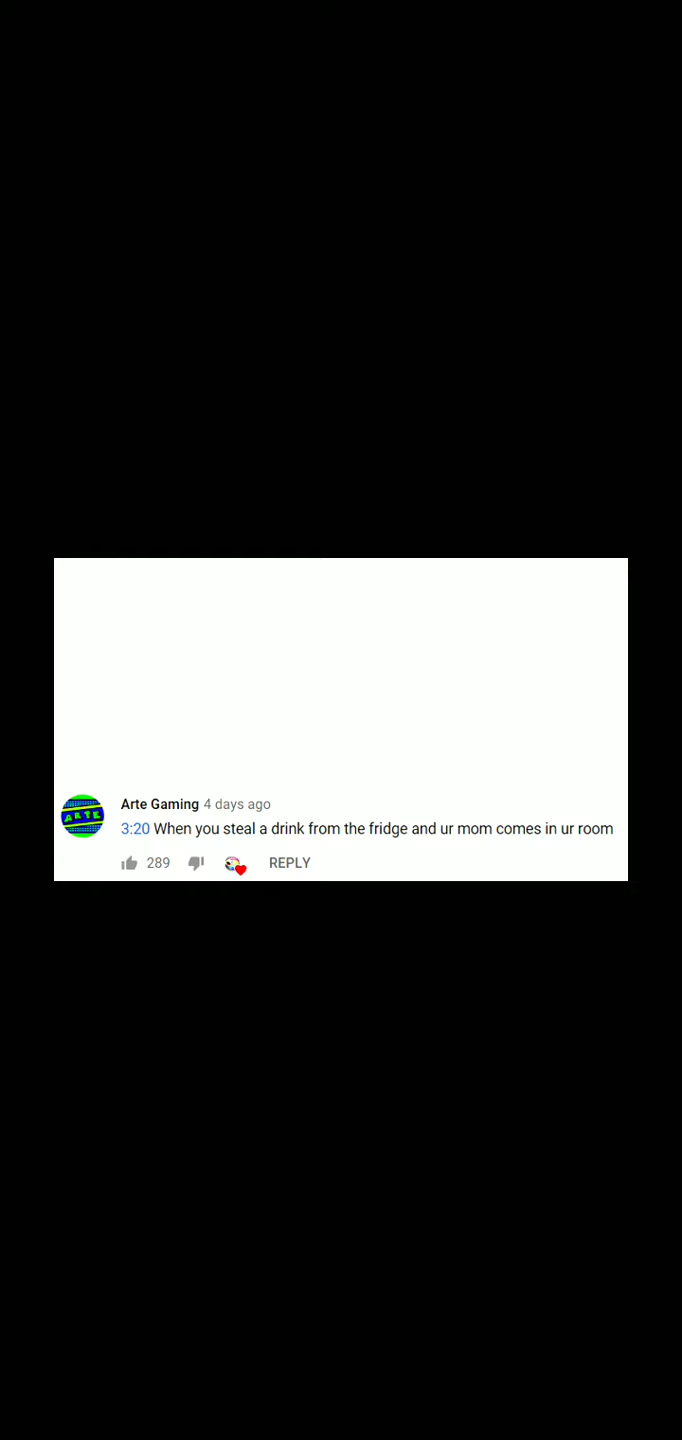 ARTE
Arte Gaming 4 days ago
3:20 When you steal a drink from the fridge and ur mom comes in ur room
289 REPLY